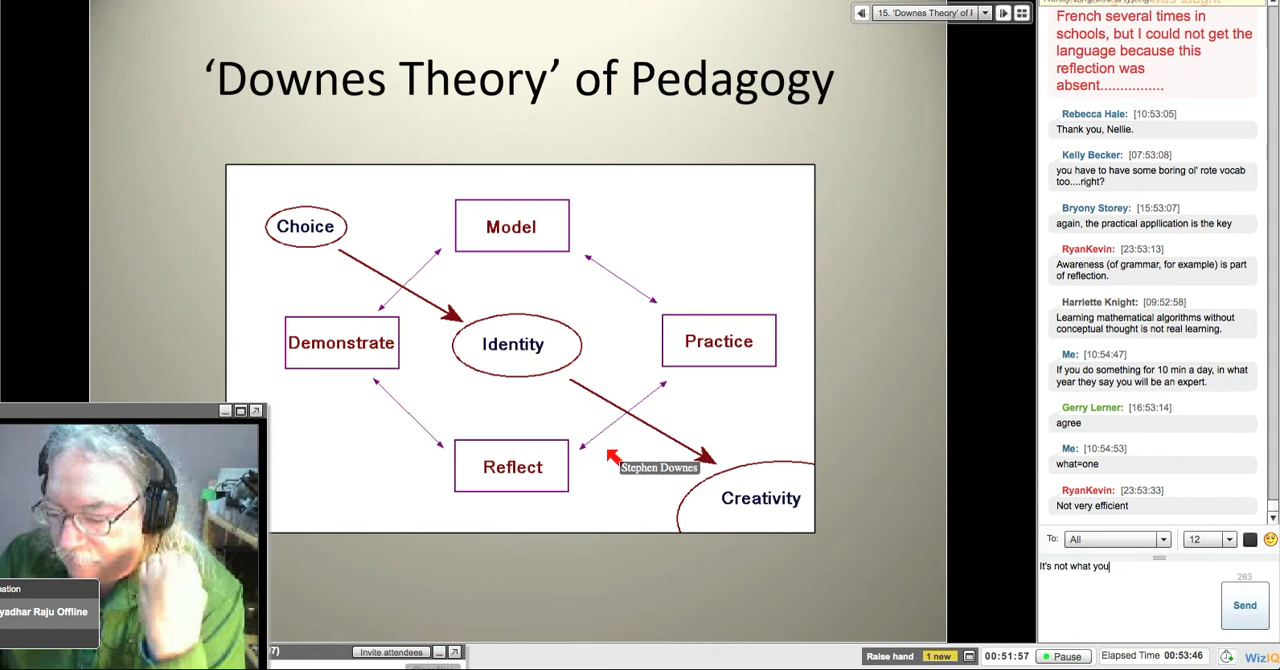 15. 'Downes Theory' of F
'Downes Theory' of Pedagogy
Choice
Model
Demonstrate
Identity
Practice
Reflect
Stephen Downes
Creativity
mation
yadhar Raju Offline
Invite attendees
French several times in
schools, but I could not get the
language because this
reflection was
absent................
Rebecca Hale: [10:53:05]
Thank you, Nellie.
Kelly Becker: [07:53:08]
you have to have some boring ol' rote vocab
too....right?
Bryony Storey: [15:53:07]
again, the practical appllication is the key
RyanKevin: [23:53:13]
Awareness (of grammar, for example) is part
of reflection.
Harriette Knight: [09:52:58]
Learning mathematical algorithms without
conceptual thought is not real learning.
Me: [10:54:47]
If you do something for 10 min a day, in what
year they say you will be an expert.
Gerry Lerner: [16:53:14]
agree
Me: [10:54:53]
what=one
RyanKevin: [23:53:33]
Not very efficient
To: All 12
It's not what you
283
Send
Raise hand 1 new 00:51:57 Pause Elapsed Time 00:53:46 WizIQ